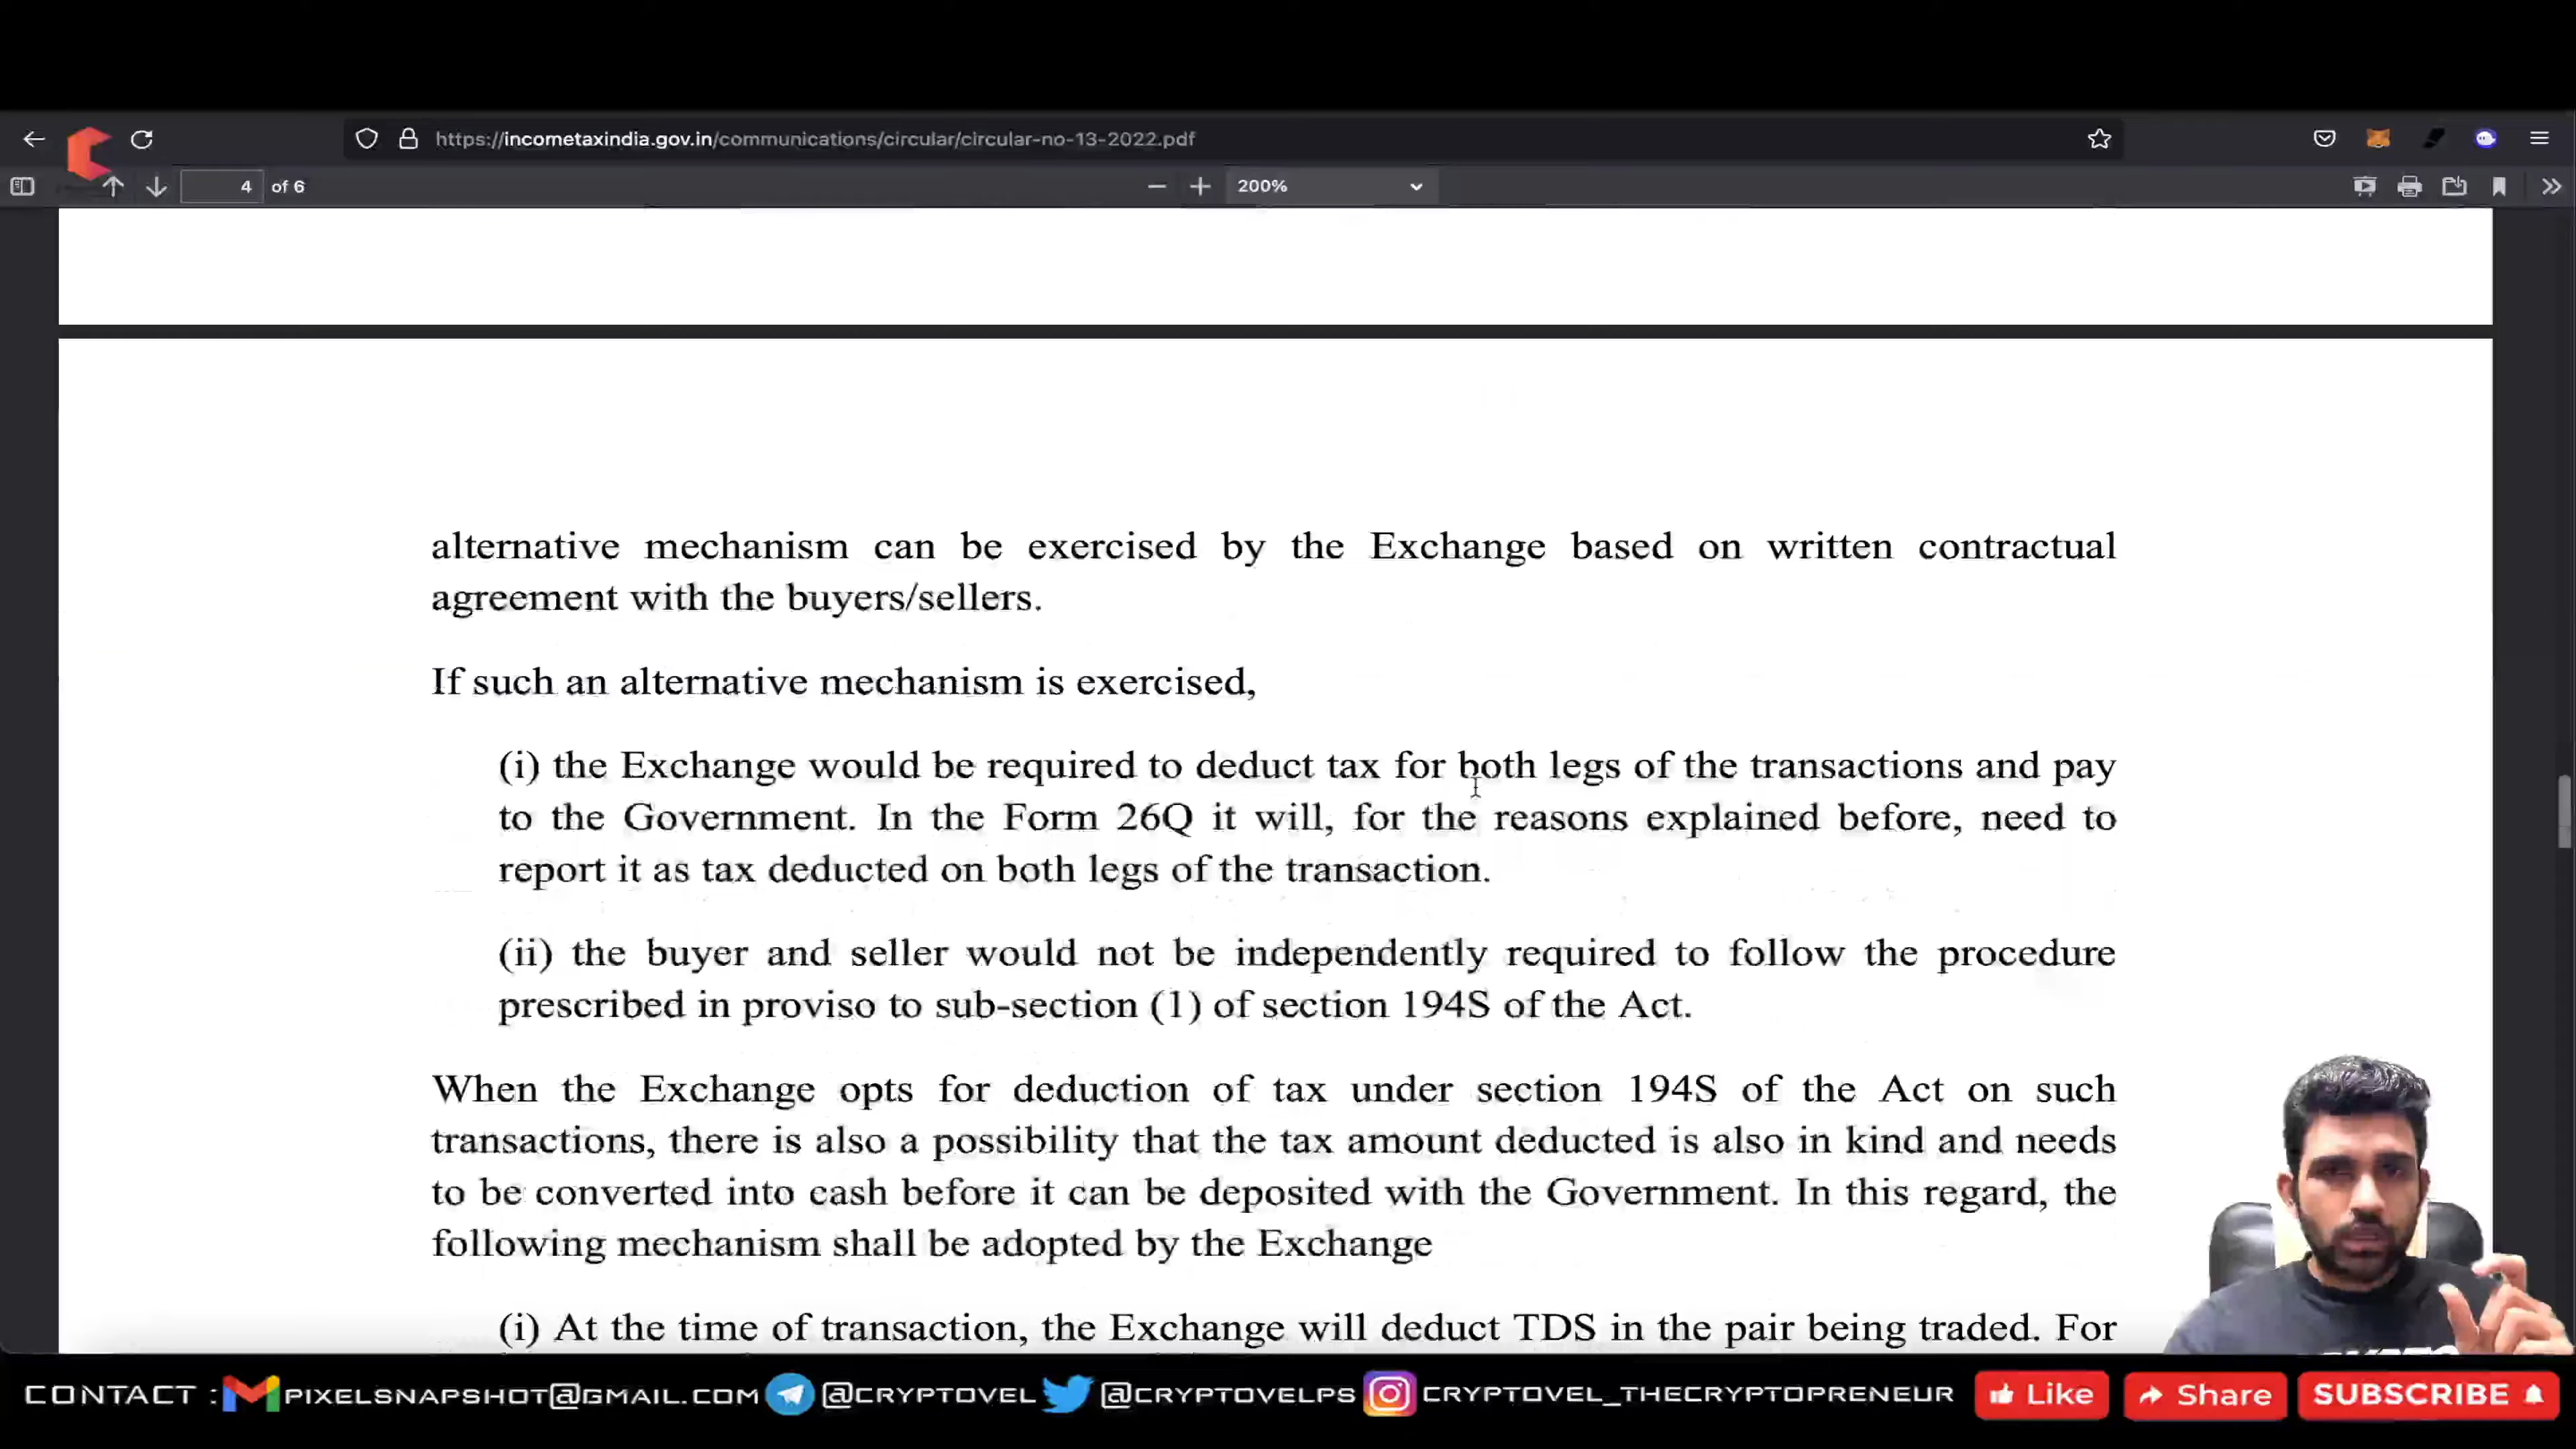 https://incometaxindia.gov.in/communications/circular/circular-no-13-2022.pdf
4 of 6
200%
alternative mechanism can be exercised by the Exchange based on written contractual
agreement with the buyers/sellers.
If such an alternative mechanism is exercised,
(i) the Exchange would be required to deduct tax for both legs of the transactions and pay
to the Government. In the Form 26Q it will, for the reasons explained before, need to
report it as tax deducted on both legs of the transaction.
(ii) the buyer and seller would not be independently required to follow the procedure
prescribed in proviso to sub-section (1) of section 194S of the Act.
When the Exchange opts for deduction of tax under section 194S of the Act on such
transactions, there is also a possibility that the tax amount deducted is also in kind and needs
to be converted into cash before it can be deposited with the Government. In this regard, the
following mechanism shall be adopted by the Exchange
(i) At the time of transaction, the Exchange will deduct TDS in the pair being traded. For
CONTACT : PIXELSNAPSHOT@GMAIL.COM @CRYPTOVEL @CRYPTOVELPS CRYPTOVEL_THECRYPTOPRENEUR Like Share SUBSCRIBE